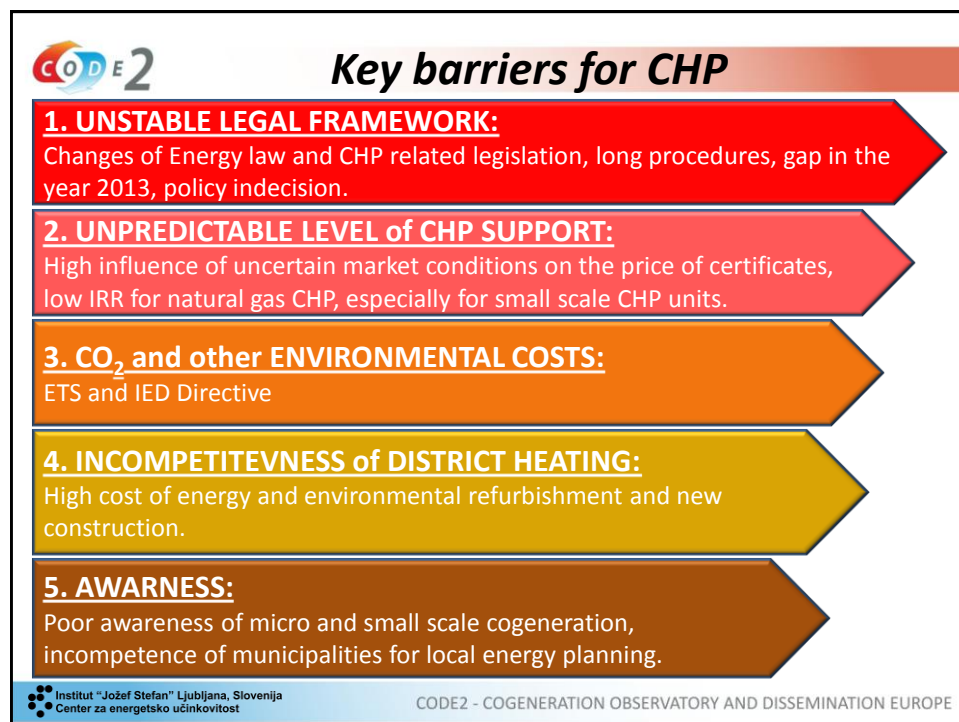 CODE2
Key barriers for CHP
1. UNSTABLE LEGAL FRAMEWORK:
Changes of Energy law and CHP related legislation, long procedures, gap in the
year 2013, policy indecision.
2. UNPREDICTABLE LEVEL of CHP SUPPORT:
High influence of uncertain market conditions on the price of certificates,
low IRR for natural gas CHP, especially for small scale CHP units.
3. CO₂ and other ENVIRONMENTAL COSTS:
ETS and IED Directive
4. INCOMPETITEVNESS of DISTRICT HEATING:
High cost of energy and environmental refurbishment and new
construction.
5. AWARNESS:
Poor awareness of micro and small scale cogeneration,
incompetence of municipalities for local energy planning.
Institut "Jožef Stefan" Ljubljana, Slovenija
Center za energetsko učinkovitost
CODE2 - COGENERATION OBSERVATORY AND DISSEMINATION EUROPE